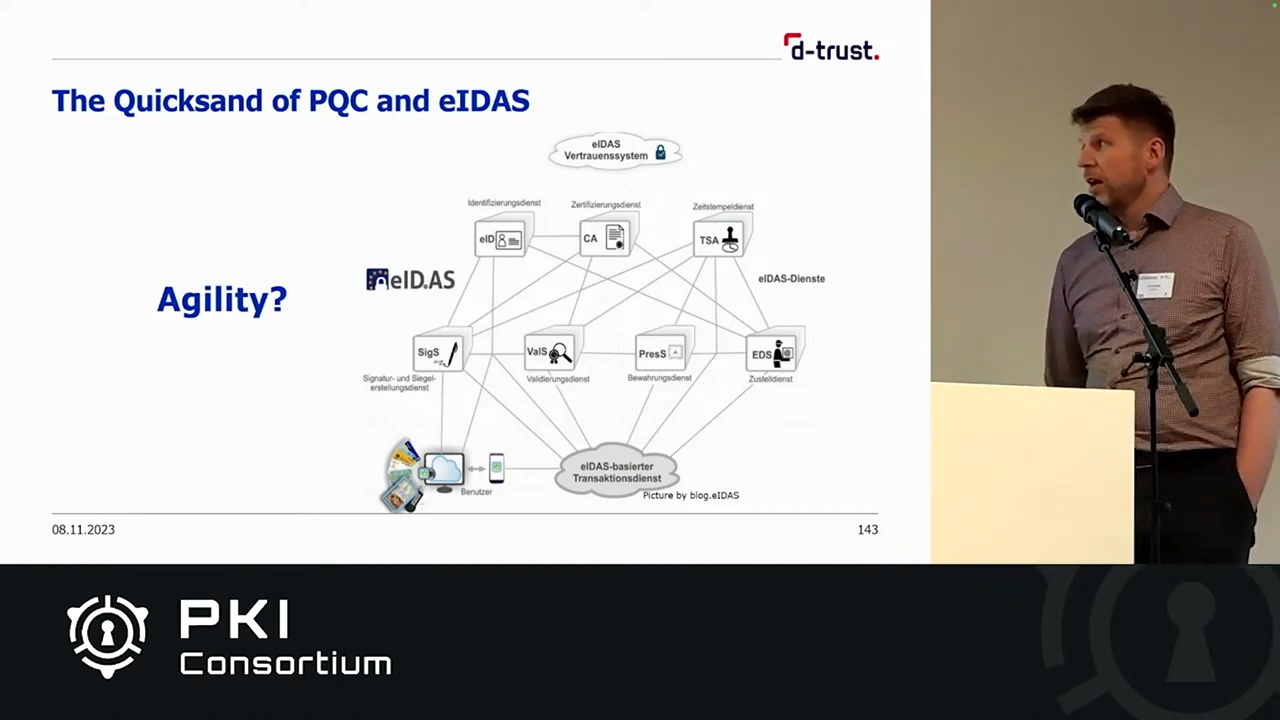 d-trust.
The Quicksand of PQC and eIDAS
eIDAS
Vertrauenssystem
Identifizierungsdienst
Zertifizierungsdienst
Zeitstempeldienst
eID
CA
TSA
eIDAS
eIDAS-Dienste
Agility?
SigS
ValS
PresS
EDS
Signatur- und Siegel-
erstellungsdienst
Validierungsdienst
Bewahrungsdienst
Zustelldienst
eIDAS-basierter
Transaktionsdienst
Benutzer
Picture by blog.eIDAS
08.11.2023
143
PKI
Consortium